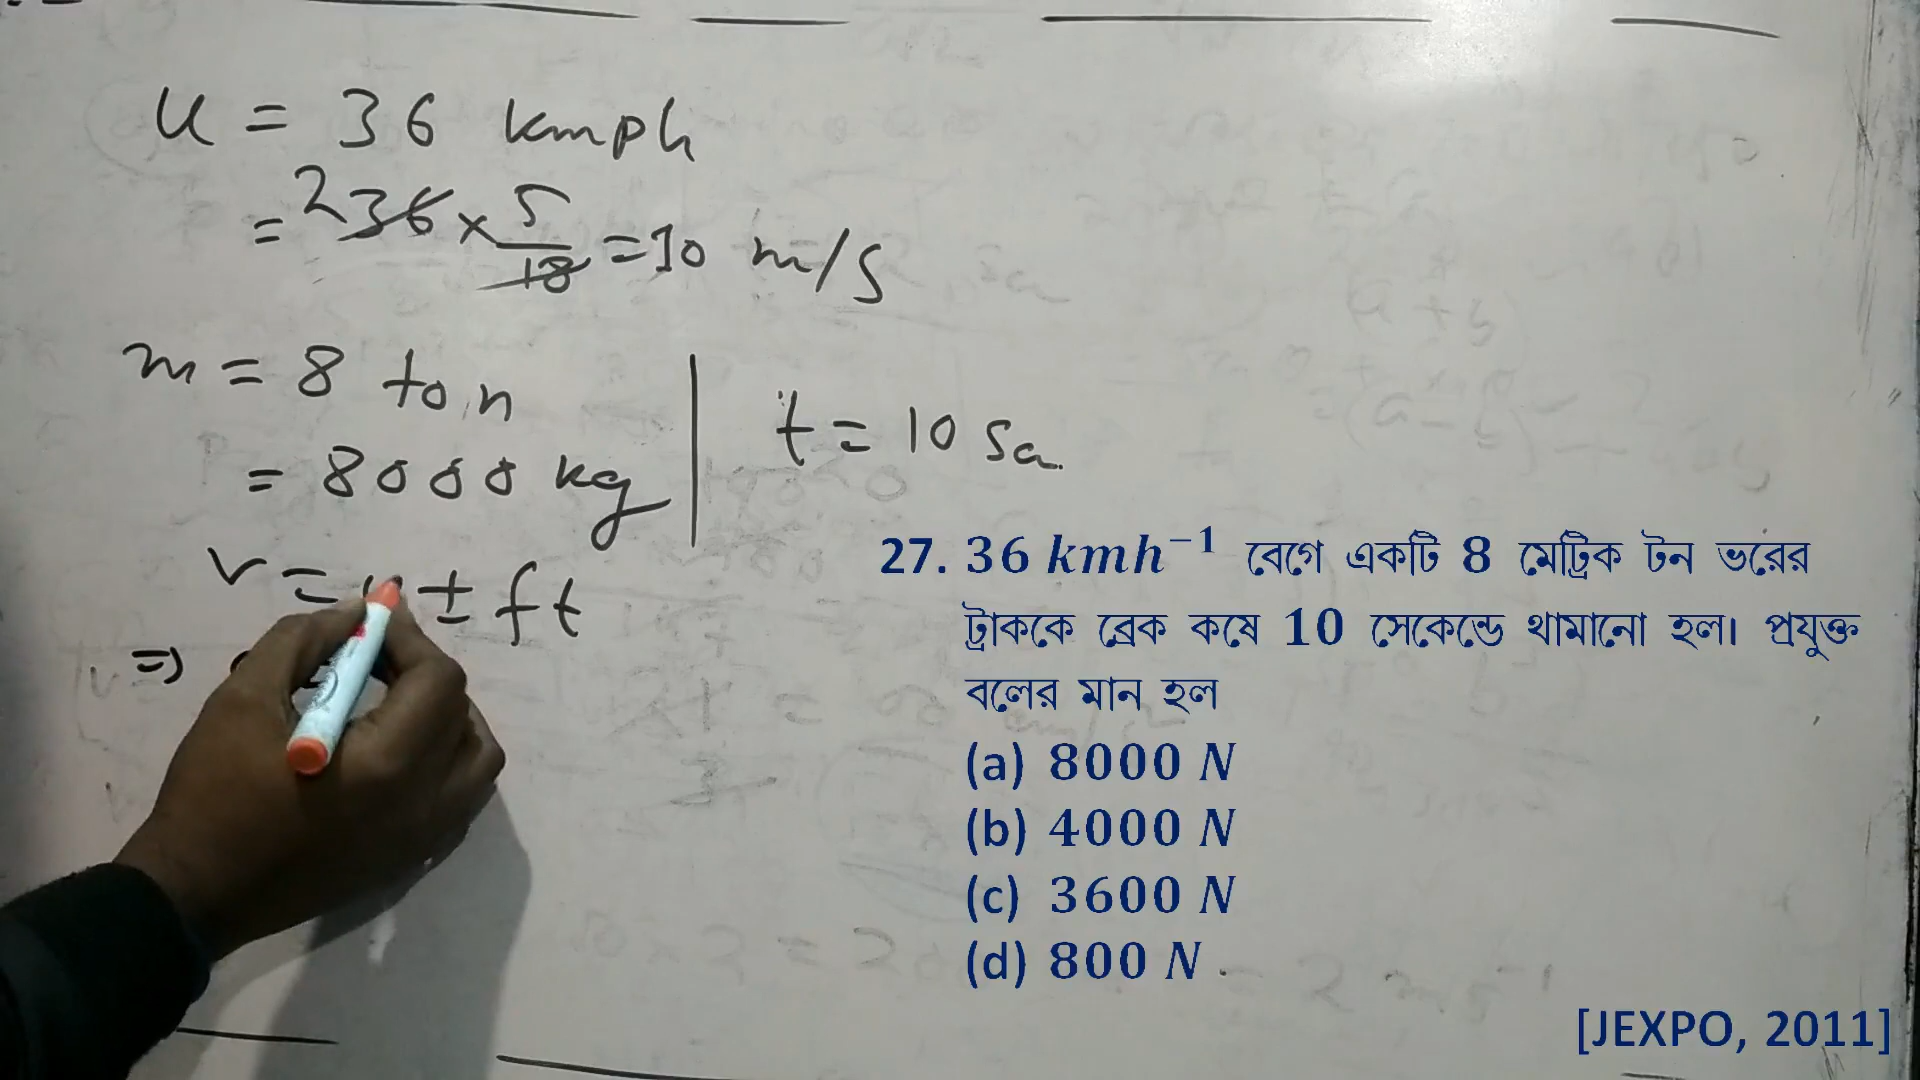 u = 36 kmph
= 2 36 × 5/18 = 10 m/s
m = 8 ton
= 8000 kg
t = 10 sec
v = u ± ft
⇒
27. 36 kmh⁻¹ বেগে একটি 8 মেট্রিক টন ভরের
ট্রাককে ব্রেক কষে 10 সেকেন্ডে থামানো হল। প্রযুক্ত
বলের মান হল
(a) 8000 N
(b) 4000 N
(c) 3600 N
(d) 800 N
[JEXPO, 2011]